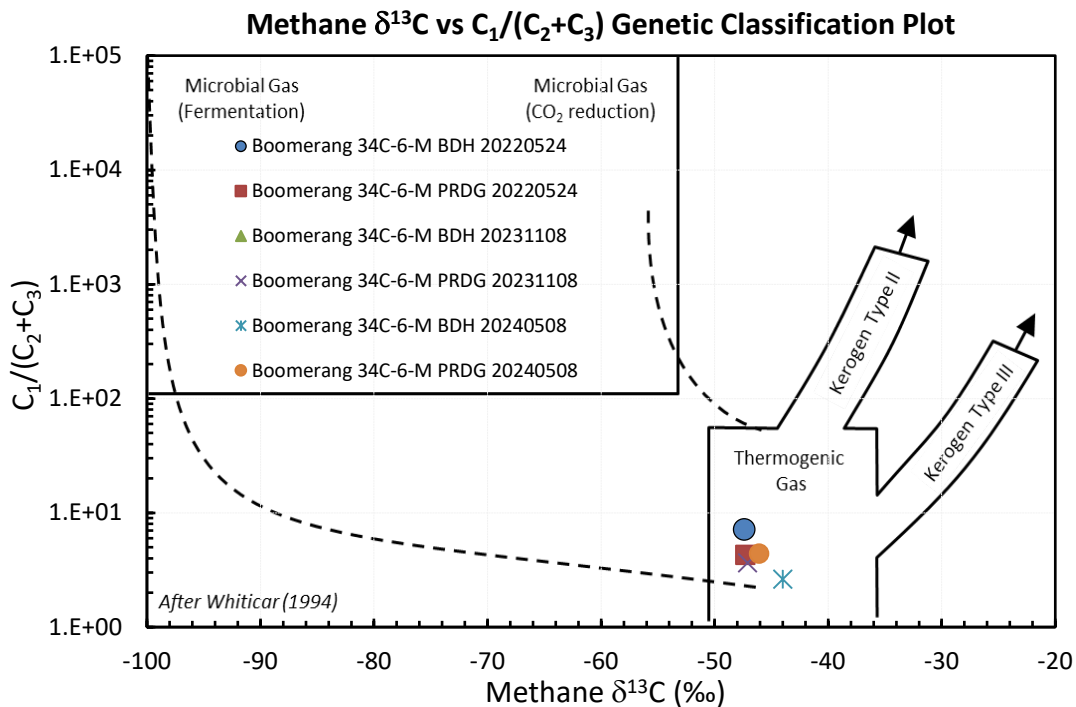 Methane δ¹³C vs C₁/(C₂+C₃) Genetic Classification Plot
C₁/(C₂+C₃)
1.E+05
1.E+04
1.E+03
1.E+02
1.E+01
1.E+00
Microbial Gas
(Fermentation)
Microbial Gas
(CO₂ reduction)
Boomerang 34C-6-M BDH 20220524
Boomerang 34C-6-M PRDG 20220524
Boomerang 34C-6-M BDH 20231108
Boomerang 34C-6-M PRDG 20231108
Boomerang 34C-6-M BDH 20240508
Boomerang 34C-6-M PRDG 20240508
Kerogen Type II
Kerogen Type III
Thermogenic
Gas
After Whiticar (1994)
-100 -90 -80 -70 -60 -50 -40 -30 -20
Methane δ¹³C (‰)